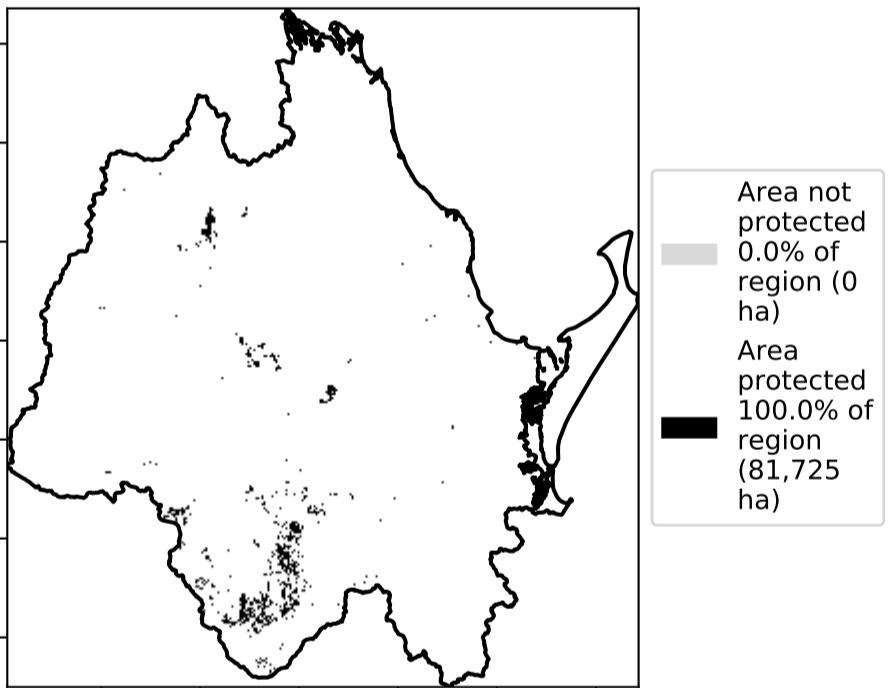 Area not
protected
0.0% of
region (0
ha)
Area
protected
100.0% of
region
(81,725
ha)